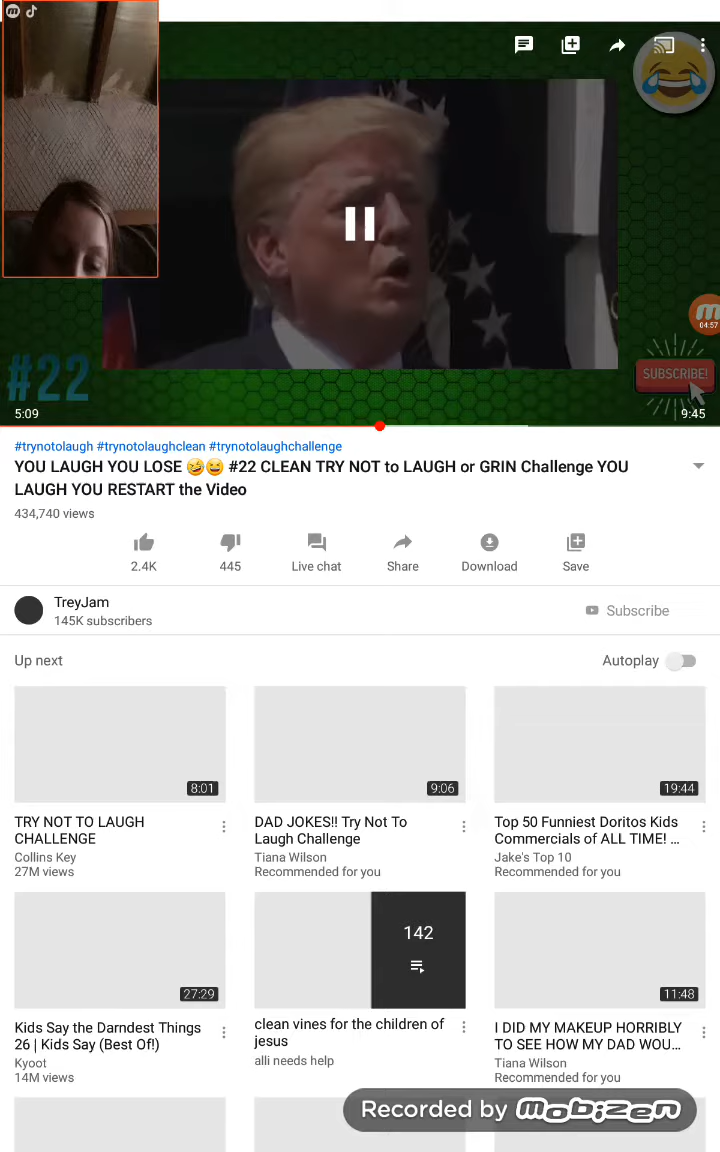 04:57
#22
SUBSCRIBE!
5:09
9:45
#trynotolaugh #trynotolaughclean #trynotolaughchallenge
YOU LAUGH YOU LOSE 🤣😅 #22 CLEAN TRY NOT to LAUGH or GRIN Challenge YOU
LAUGH YOU RESTART the Video
434,740 views
2.4K
445
Live chat
Share
Download
Save
TreyJam
145K subscribers
Subscribe
Up next
Autoplay
8:01
9:06
19:44
TRY NOT TO LAUGH
CHALLENGE
Collins Key
27M views
DAD JOKES!! Try Not To
Laugh Challenge
Tiana Wilson
Recommended for you
Top 50 Funniest Doritos Kids
Commercials of ALL TIME! ...
Jake's Top 10
Recommended for you
27:29
142
11:48
Kids Say the Darndest Things
26 | Kids Say (Best Of!)
Kyoot
14M views
clean vines for the children of
jesus
alli needs help
I DID MY MAKEUP HORRIBLY
TO SEE HOW MY DAD WOU...
Tiana Wilson
Recommended for you
Recorded by mobizen